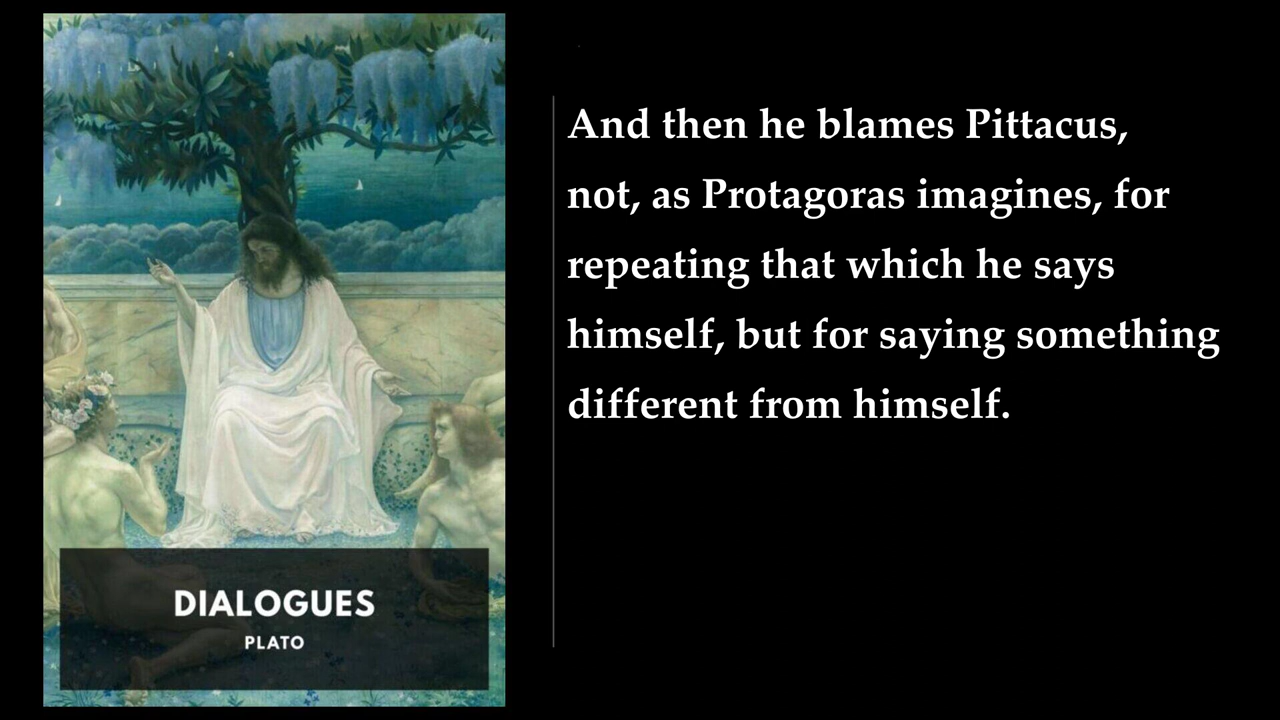 DIALOGUES
PLATO
And then he blames Pittacus,
not, as Protagoras imagines, for
repeating that which he says
himself, but for saying something
different from himself.